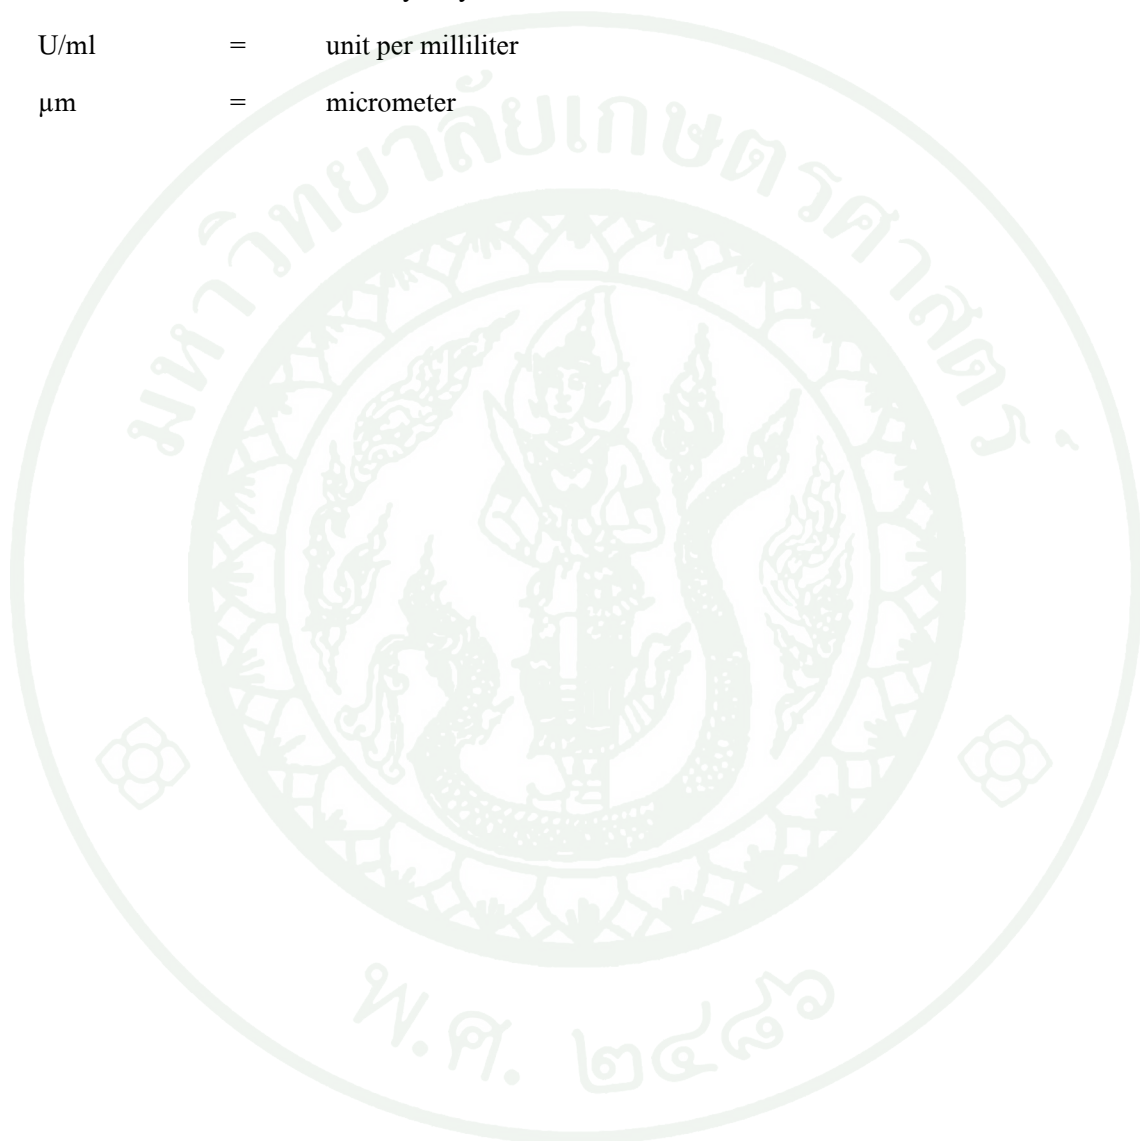 U/ml = unit per milliliter
µm = micrometer
มหาวิทยาลัยเกษตรศาสตร์
พ.ศ. ๒๔๘๖